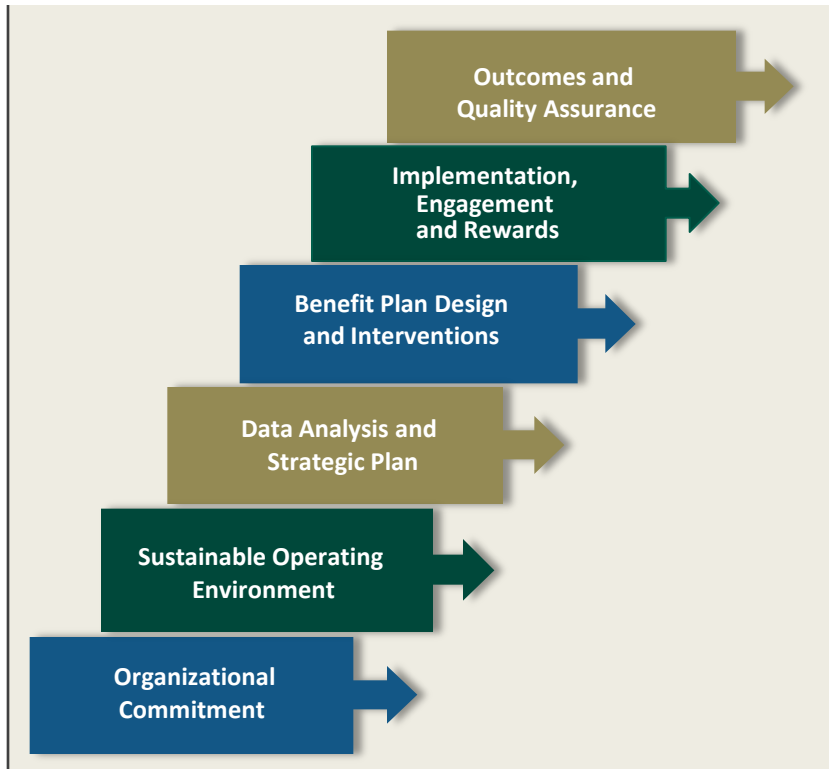 Outcomes and
Quality Assurance
Implementation,
Engagement
and Rewards
Benefit Plan Design
and Interventions
Data Analysis and
Strategic Plan
Sustainable Operating
Environment
Organizational
Commitment